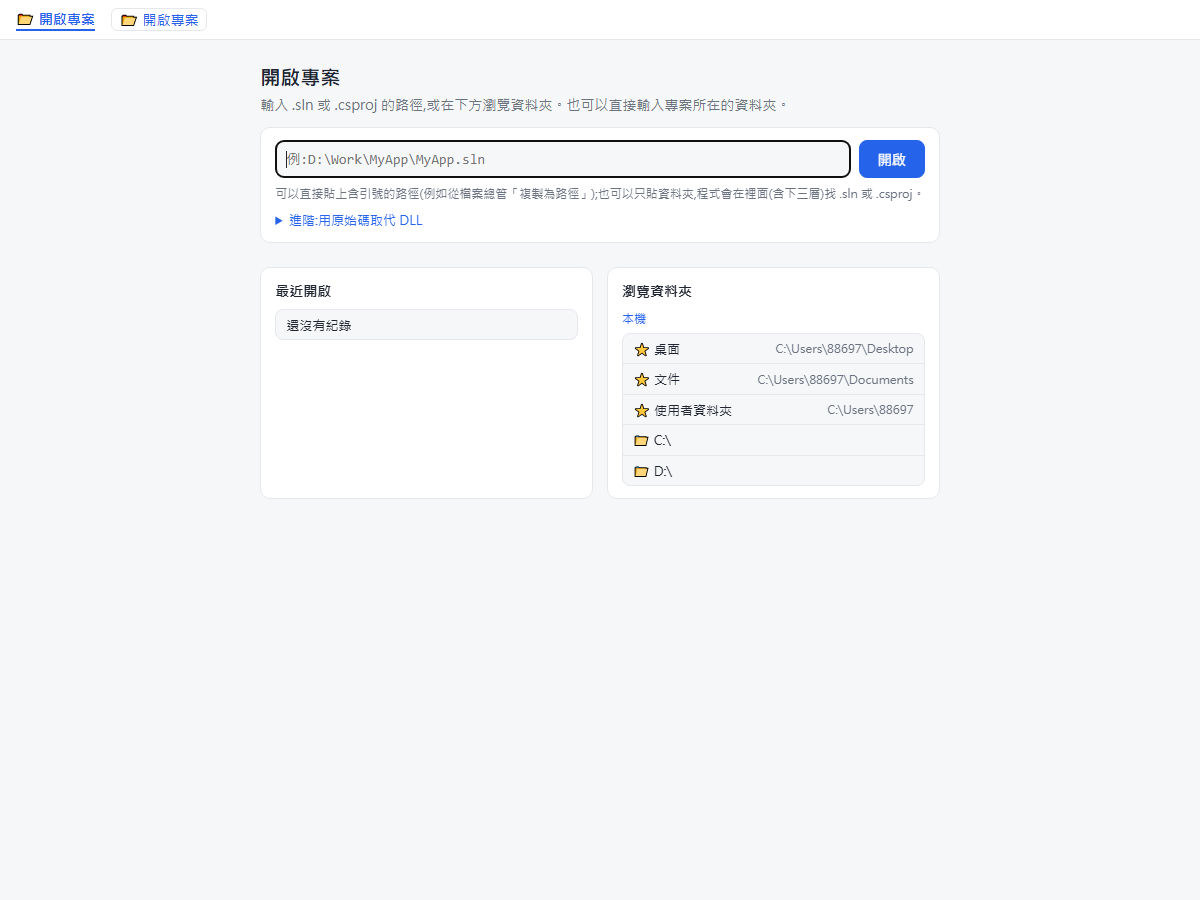 開啟專案 開啟專案
開啟專案
輸入 .sln 或 .csproj 的路徑,或在下方瀏覽資料夾。也可以直接輸入專案所在的資料夾。
例:D:\Work\MyApp\MyApp.sln 開啟
可以直接貼上含引號的路徑(例如從檔案總管「複製為路徑」);也可以只貼資料夾,程式會在裡面(含下三層)找 .sln 或 .csproj。
進階:用原始碼取代 DLL
最近開啟
還沒有紀錄
瀏覽資料夾
本機
桌面 C:\Users\88697\Desktop
文件 C:\Users\88697\Documents
使用者資料夾 C:\Users\88697
C:\
D:\